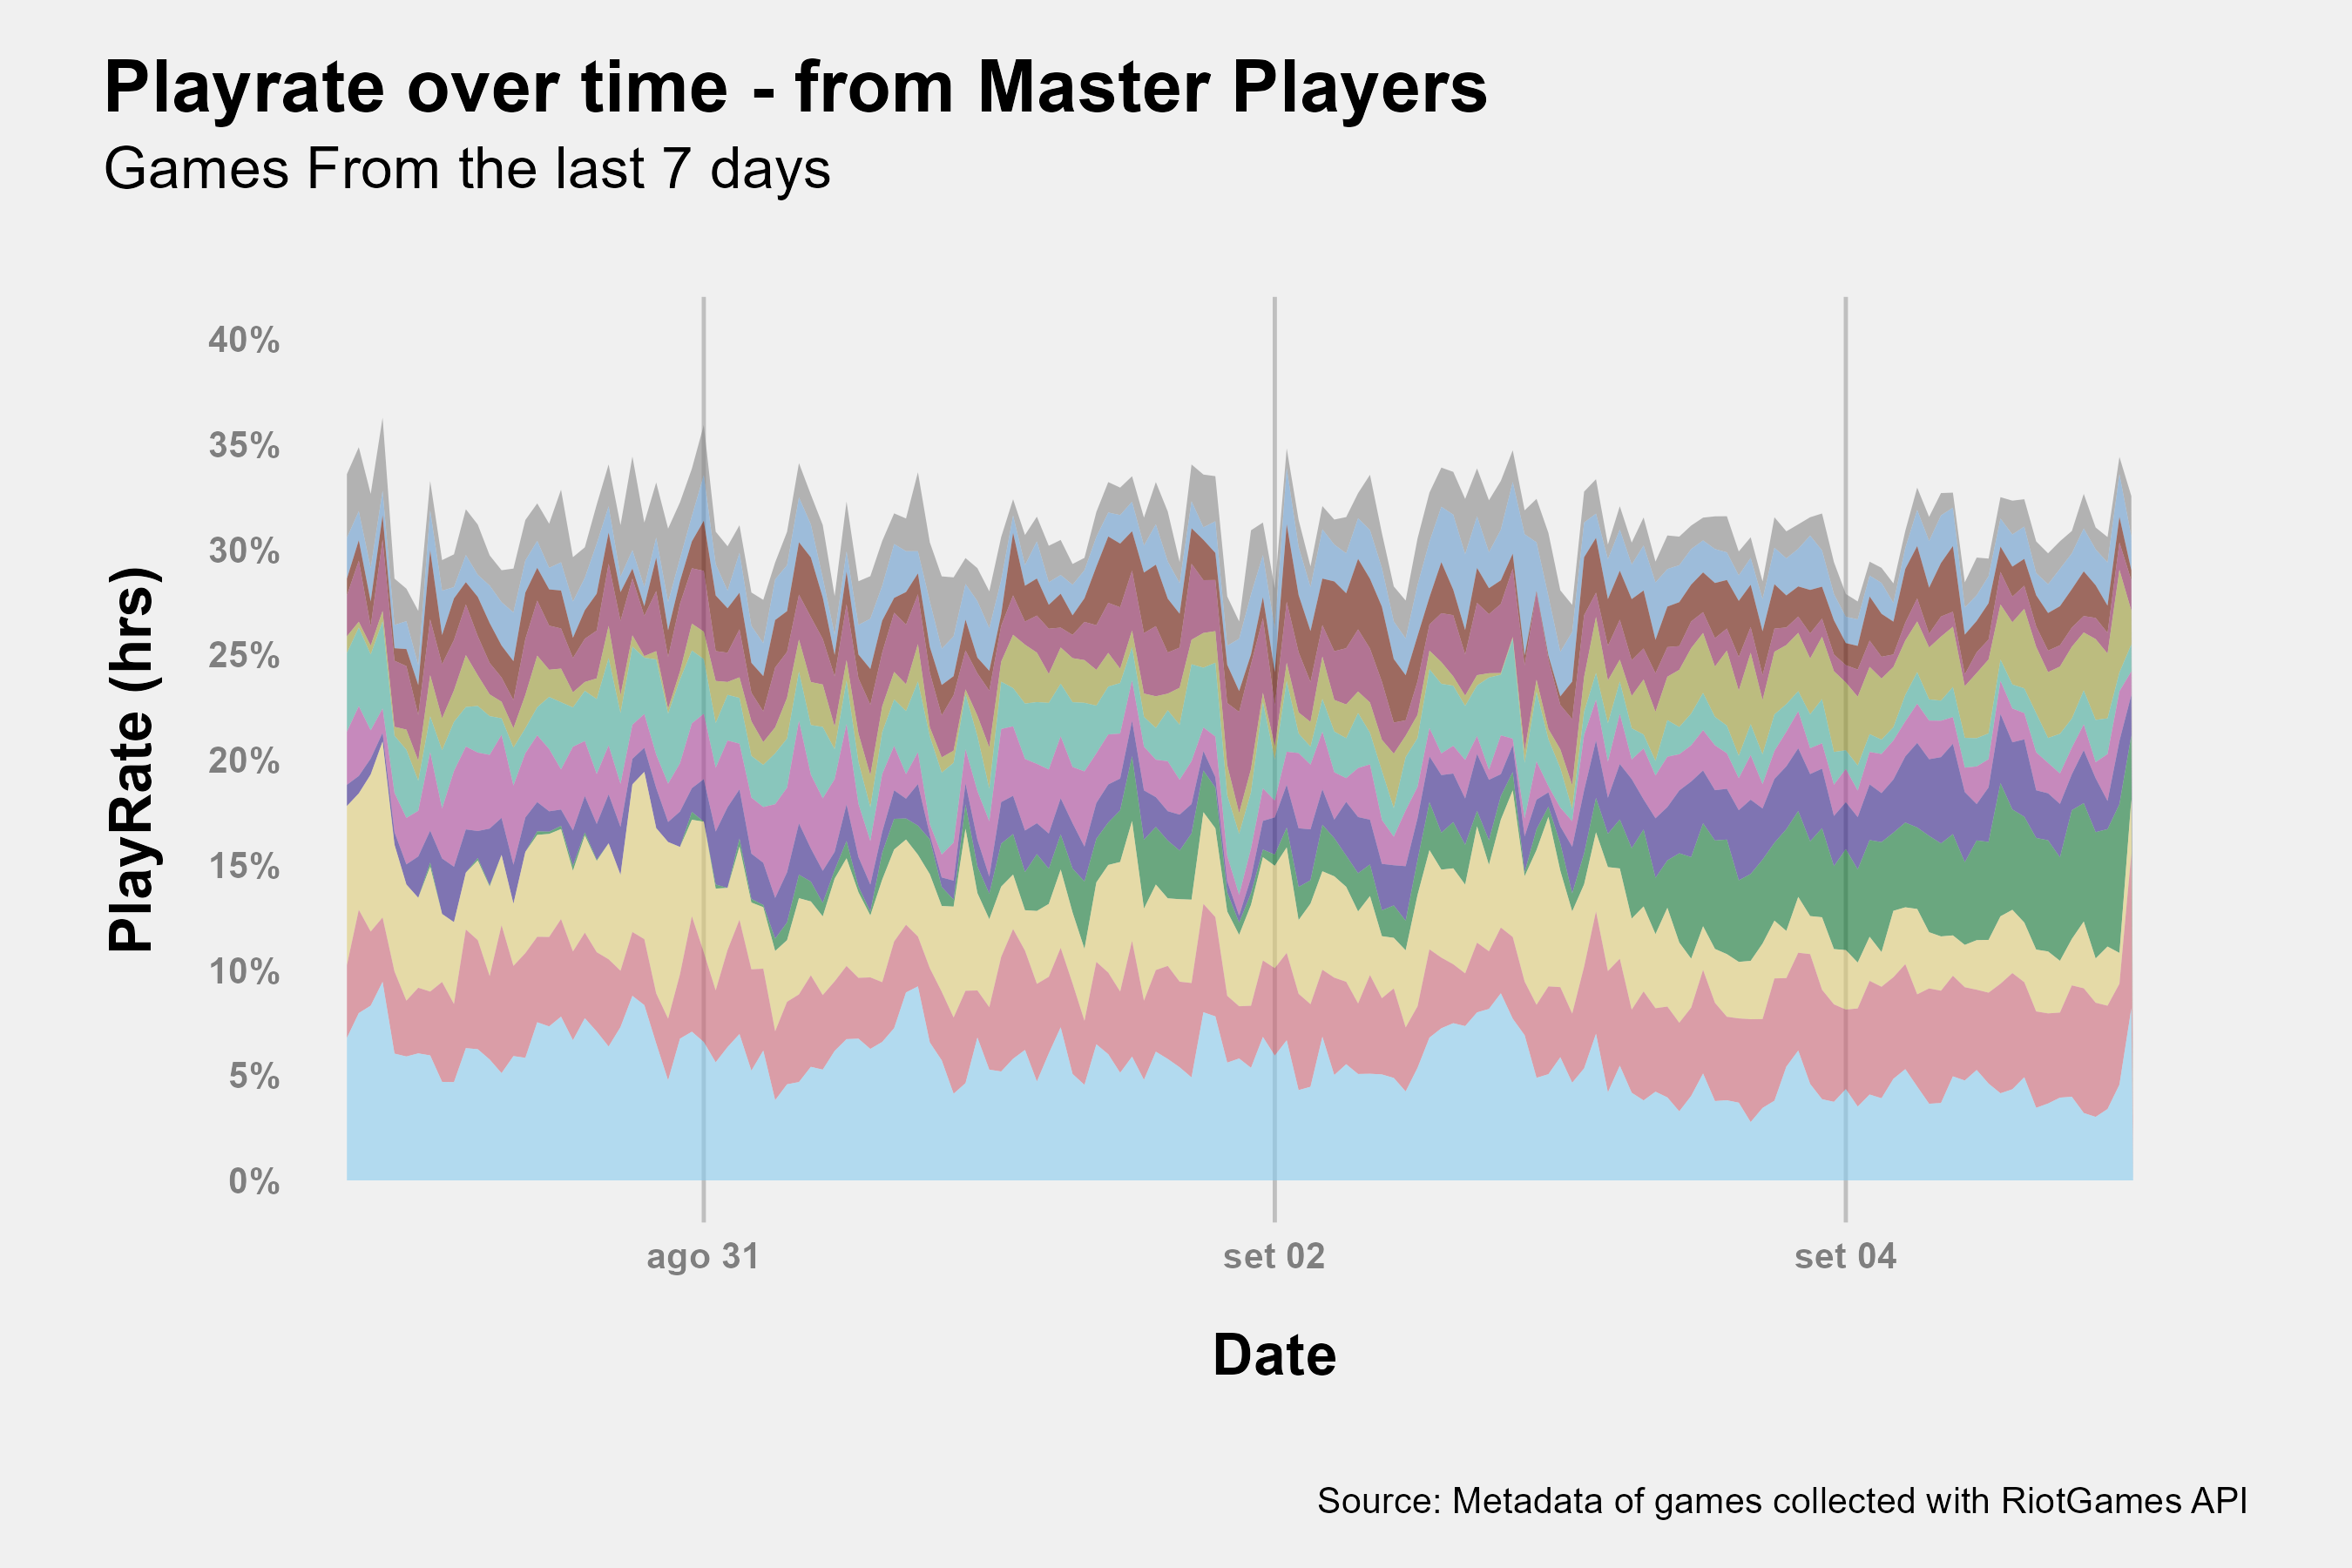 Playrate over time - from Master Players
Games From the last 7 days
PlayRate (hrs)
40%
35%
30%
25%
20%
15%
10%
5%
0%
ago 31
set 02
set 04
Date
Source: Metadata of games collected with RiotGames API